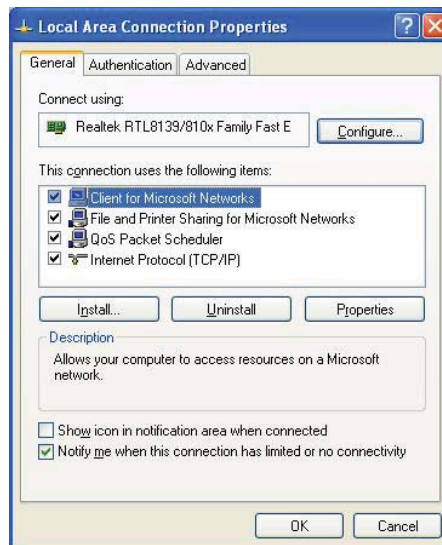 Local Area Connection Properties
General Authentication Advanced
Connect using:
Realtek RTL8139/810x Family Fast E
Configure...
This connection uses the following items:
Client for Microsoft Networks
File and Printer Sharing for Microsoft Networks
QoS Packet Scheduler
Internet Protocol (TCP/IP)
Install... Uninstall Properties
Description
Allows your computer to access resources on a Microsoft
network.
Show icon in notification area when connected
Notify me when this connection has limited or no connectivity
OK Cancel